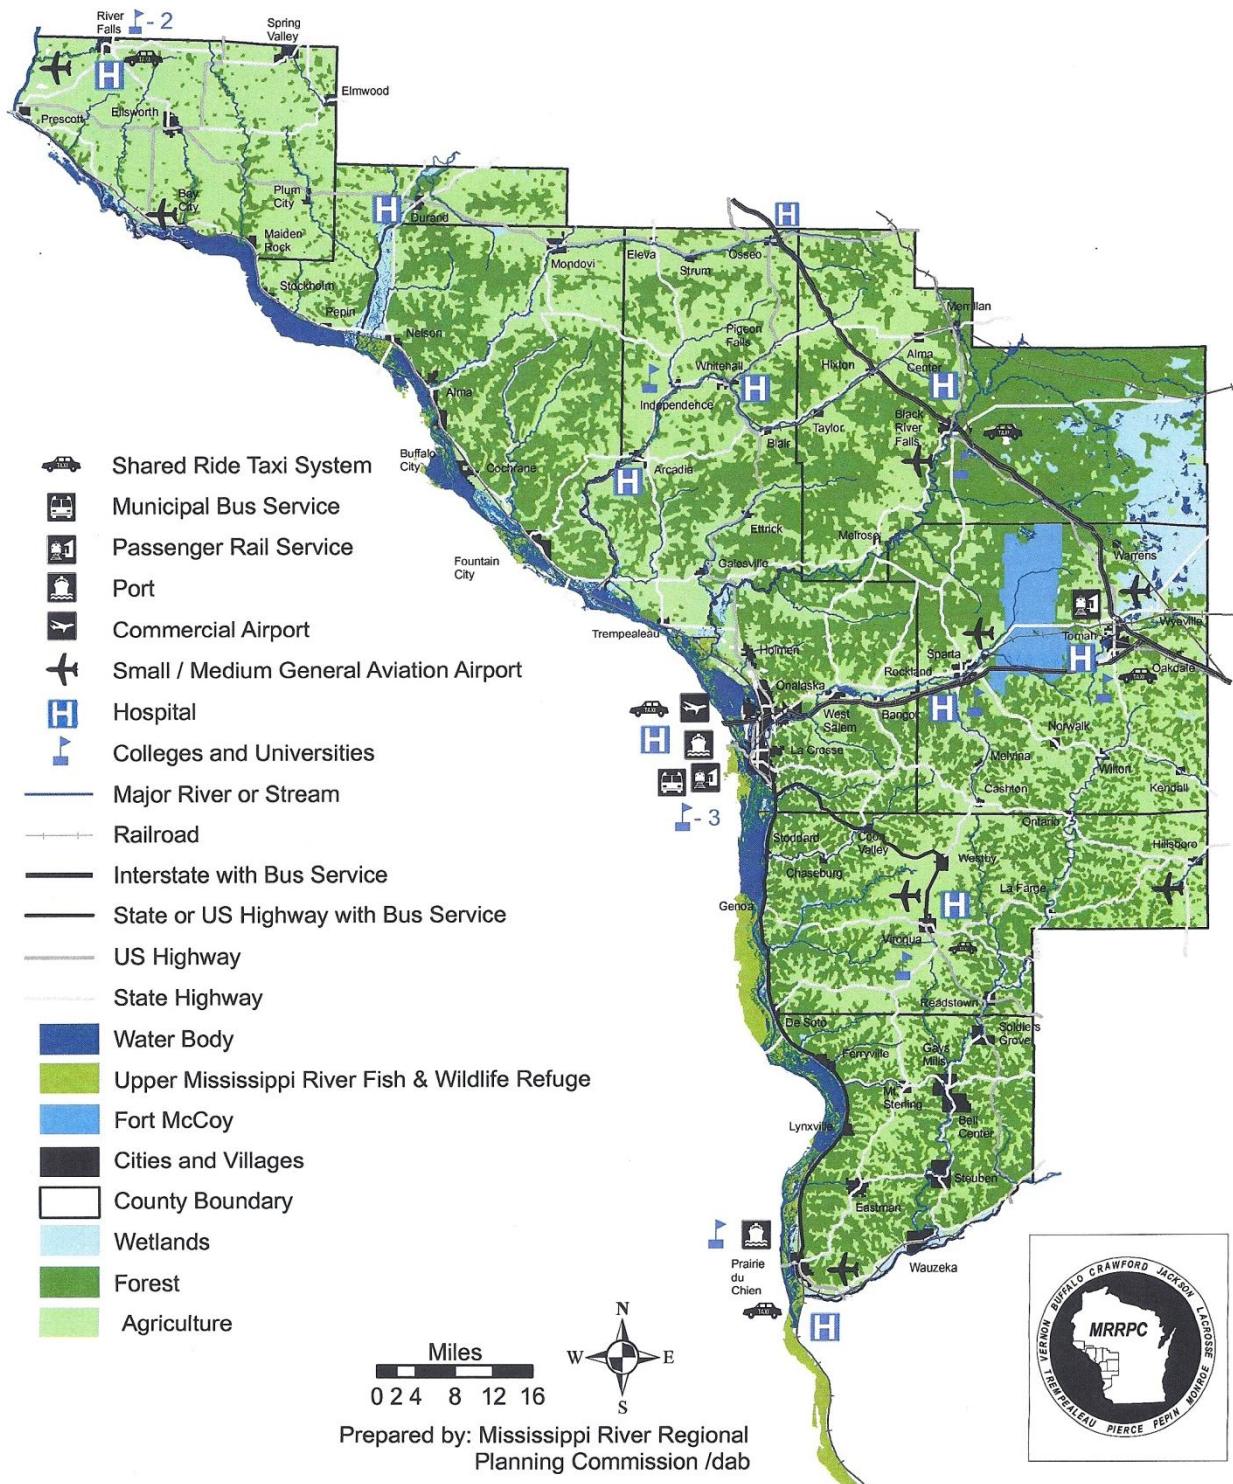 River
Falls
- 2
Spring
Valley
TAXI
H
Elmwood
Prescott
Ellsworth
Bay
City
Plum
City
H
Durand
H
Maiden
Rock
Mondovi
Eleva
Strum
Osseo
Stockholm
Pepin
Nelson
Merrillan
Pigeon
Falls
Whitehall
Hixton
Alma
Center
H
H
Alma
Independence
Taylor
Black
River
Falls
Blair
TAXI
Buffalo
City
Cochrane
Arcadia
H
Ettrick
Melrose
Fountain
City
Galesville
Warrens
Trempealeau
Tomah
Wyeville
Holmen
Sparta
Rockland
H
Oakdale
TAXI
Onalaska
West
Salem
Bangor
H
TAXI
H
La Crosse
Norwalk
Melvina
Wilton
Kendall
Cashton
- 3
Ontario
Stoddard
Coon
Valley
Chaseburg
Westby
Hillsboro
La Farge
Genoa
H
Viroqua
Readstown
De Soto
Soldiers
Grove
Ferryville
Gays
Mills
Mt.
Sterling
Lynxville
Bell
Center
Steuben
Eastman
Prairie
du
Chien
Wauzeka
TAXI
H
TAXI Shared Ride Taxi System
Municipal Bus Service
Passenger Rail Service
Port
Commercial Airport
Small / Medium General Aviation Airport
H Hospital
Colleges and Universities
Major River or Stream
Railroad
Interstate with Bus Service
State or US Highway with Bus Service
US Highway
State Highway
Water Body
Upper Mississippi River Fish & Wildlife Refuge
Fort McCoy
Cities and Villages
County Boundary
Wetlands
Forest
Agriculture
Miles
0 2 4 8 12 16
N
W E
S
Prepared by: Mississippi River Regional
Planning Commission /dab
VERNON BUFFALO CRAWFORD JACKSON LACROSSE
MRRPC
TREMPEALEAU PIERCE PEPIN MONROE